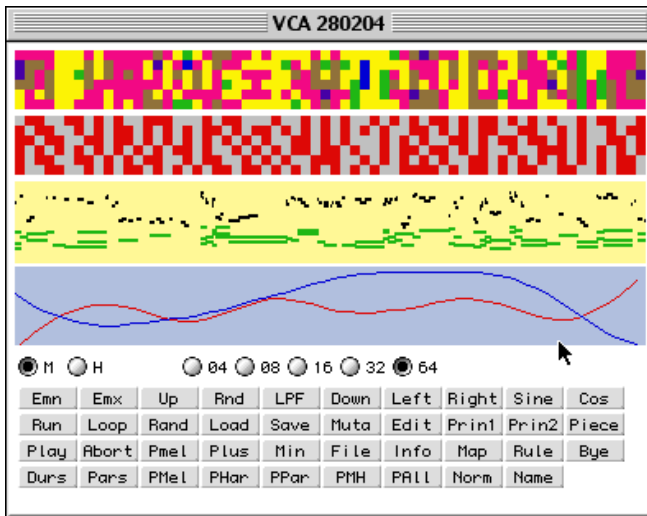 VCA 280204
M H 04 08 16 32 64
Emn Emx Up Rnd LPF Down Left Right Sine Cos
Run Loop Rand Load Save Muta Edit Prin1 Prin2 Piece
Play Abort Pmel Plus Min File Info Map Rule Bye
Durs Pars PMel PHar PPar PMH PAll Norm Name